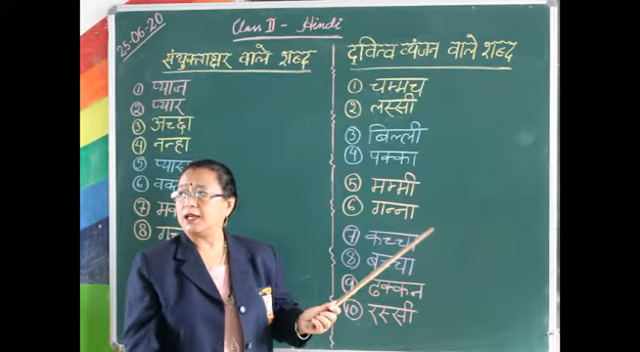 25-06-20
Class II - Hindi
संयुक्ताक्षर वाले शब्द
① प्याज
② प्यार
③ अच्छा
④ नन्हा
⑤ प्यास
⑥
⑦
⑧
दवित्व व्यंजन वाले शब्द
① चम्मच
② लस्सी
③ बिल्ली
④ पक्का
⑤ मम्मी
⑥ गन्ना
⑦ कच्चा
⑧ बच्चा
⑨ ढक्कन
⑩ रस्सी